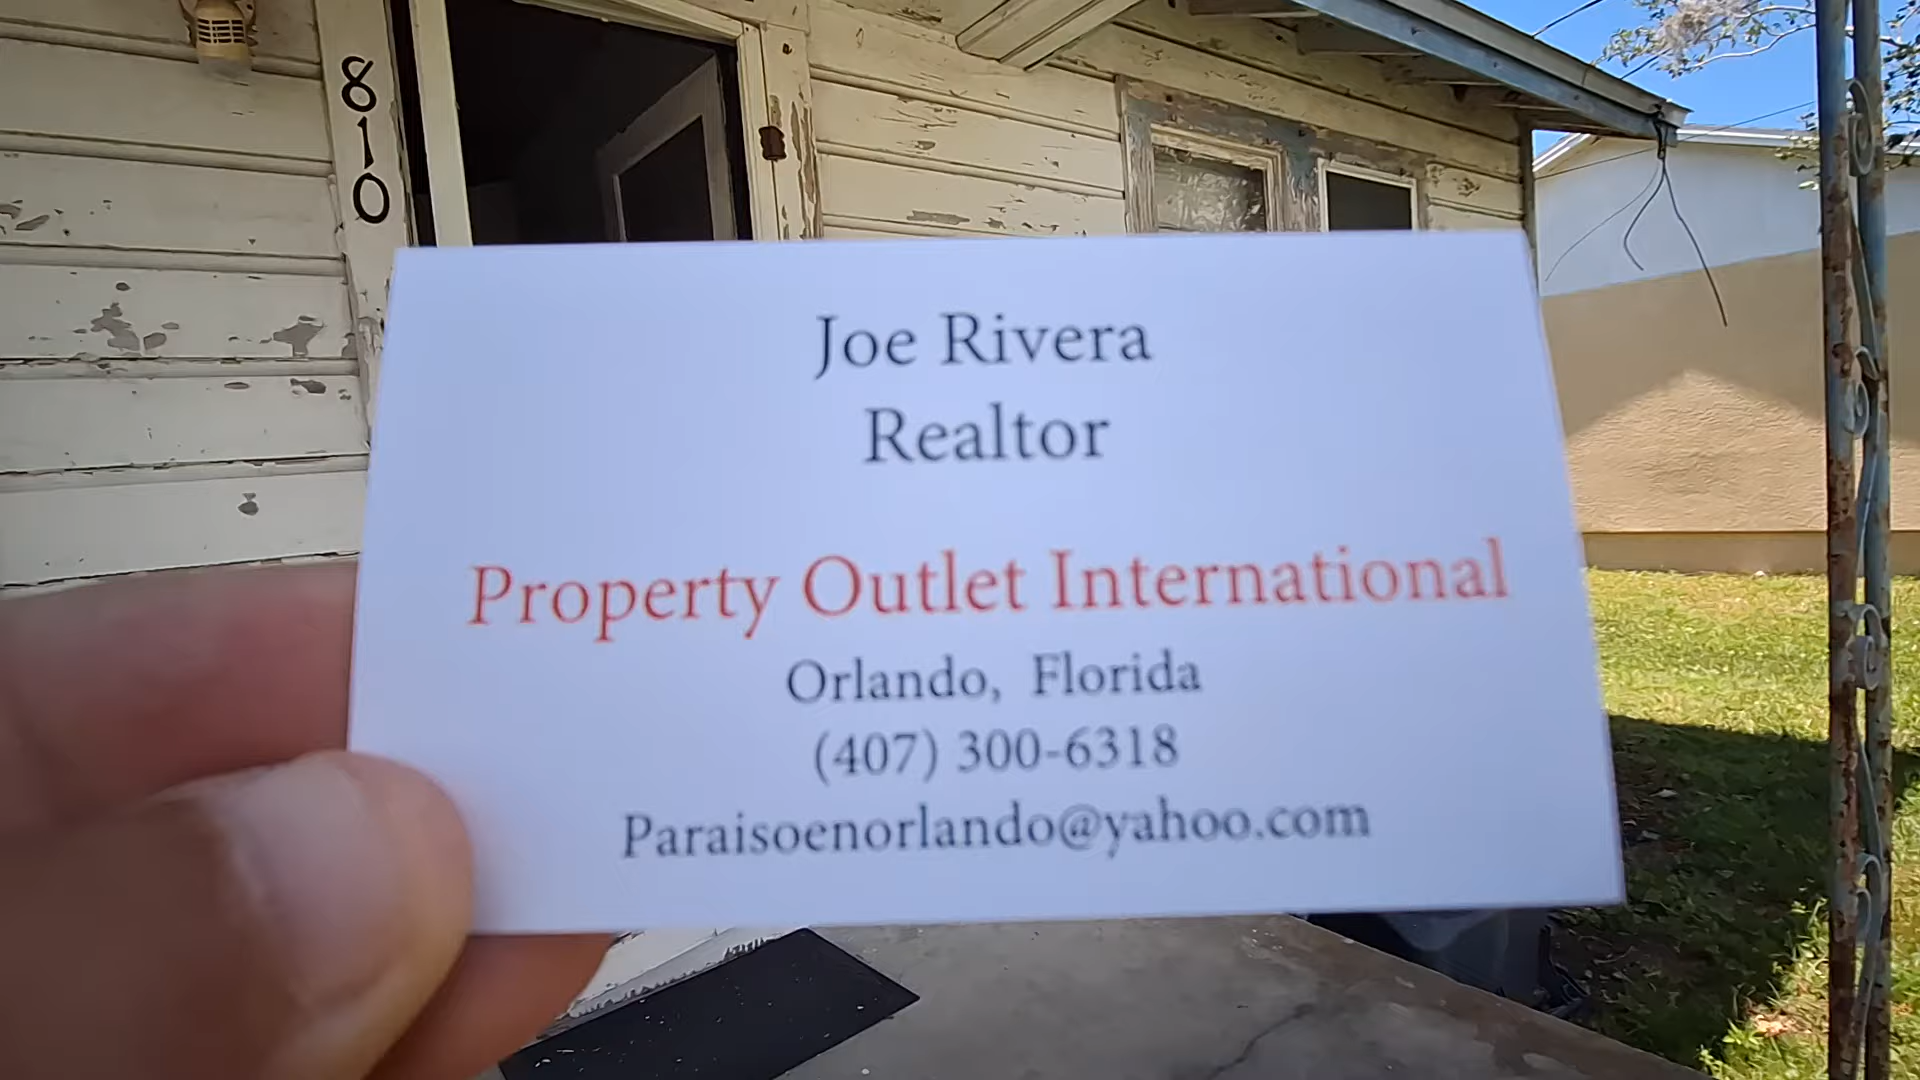 810
Joe Rivera
Realtor
Property Outlet International
Orlando, Florida
(407) 300-6318
Paraisoenorlando@yahoo.com